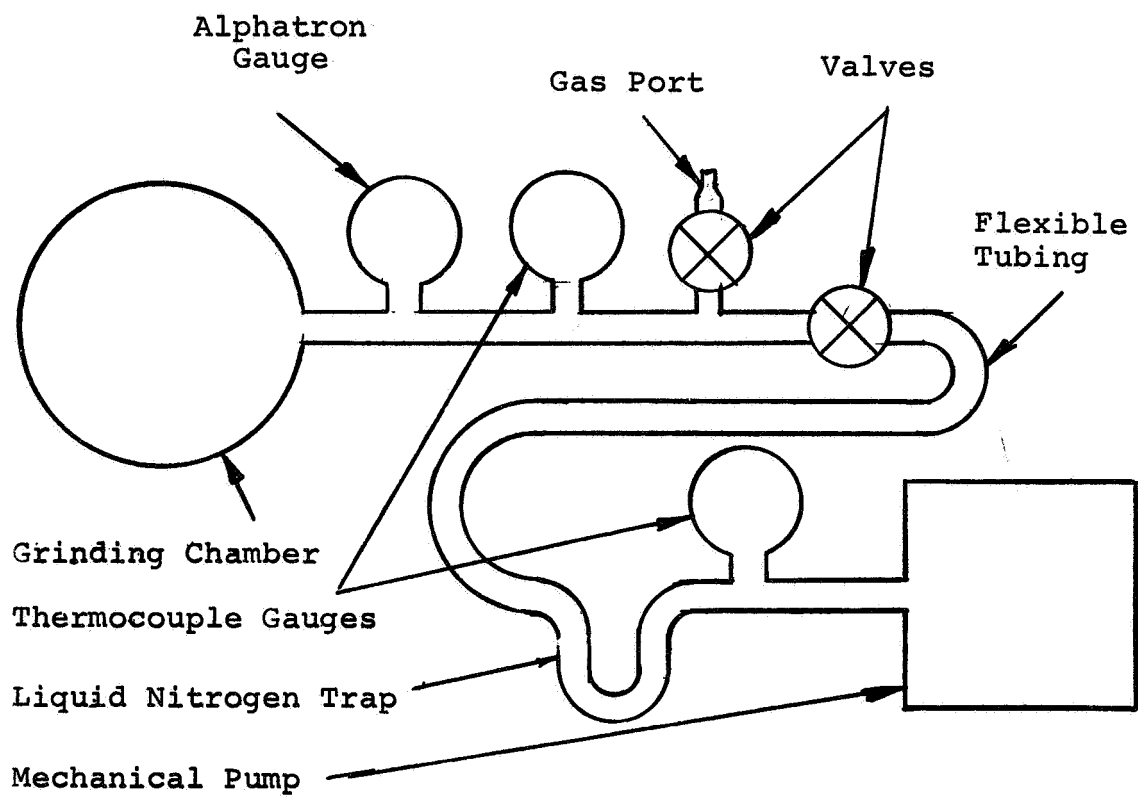 Alphatron
Gauge
Gas Port
Valves
Flexible
Tubing
Grinding Chamber
Thermocouple Gauges
Liquid Nitrogen Trap
Mechanical Pump